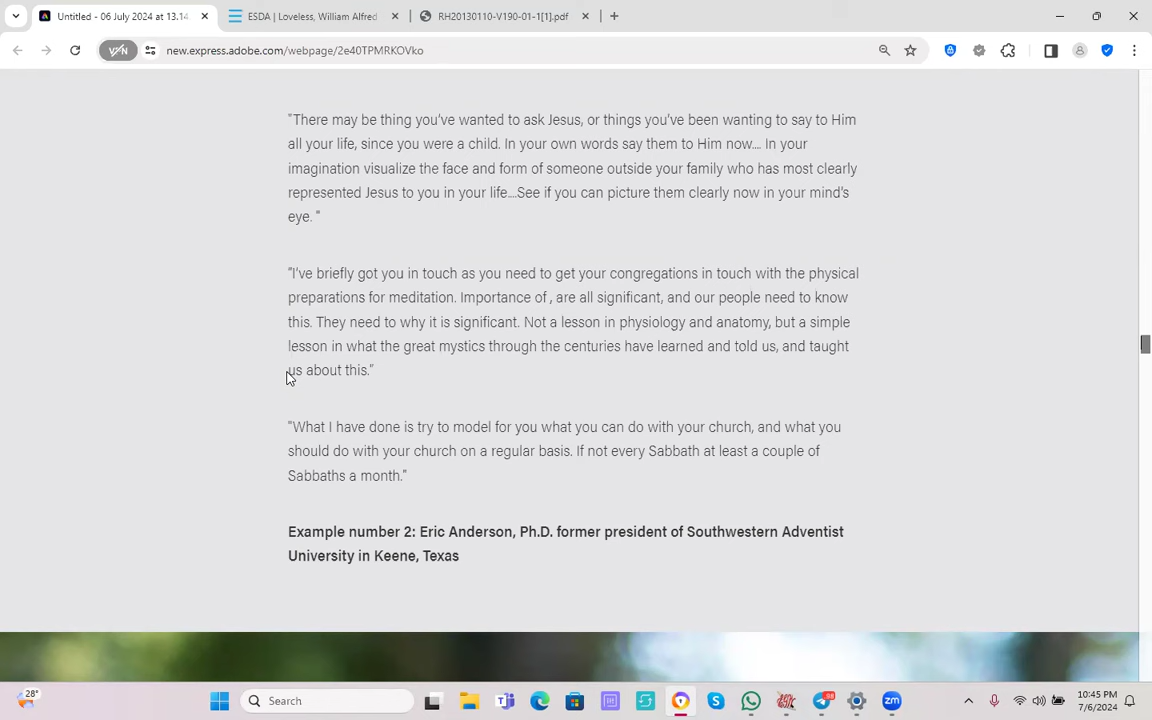 Untitled - 06 July 2024 at 13.14
ESDA | Loveless, William Alfred
RH20130110-V190-01-1[1].pdf
VPN
new.express.adobe.com/webpage/2e40TPMRKOVko
"There may be thing you've wanted to ask Jesus, or things you've been wanting to say to Him
all your life, since you were a child. In your own words say them to Him now.... In your
imagination visualize the face and form of someone outside your family who has most clearly
represented Jesus to you in your life....See if you can picture them clearly now in your mind's
eye. "
"I've briefly got you in touch as you need to get your congregations in touch with the physical
preparations for meditation. Importance of , are all significant, and our people need to know
this. They need to why it is significant. Not a lesson in physiology and anatomy, but a simple
lesson in what the great mystics through the centuries have learned and told us, and taught
us about this."
"What I have done is try to model for you what you can do with your church, and what you
should do with your church on a regular basis. If not every Sabbath at least a couple of
Sabbaths a month."
Example number 2: Eric Anderson, Ph.D. former president of Southwestern Adventist
University in Keene, Texas
28°
Search
98
zm
10:45 PM
7/6/2024